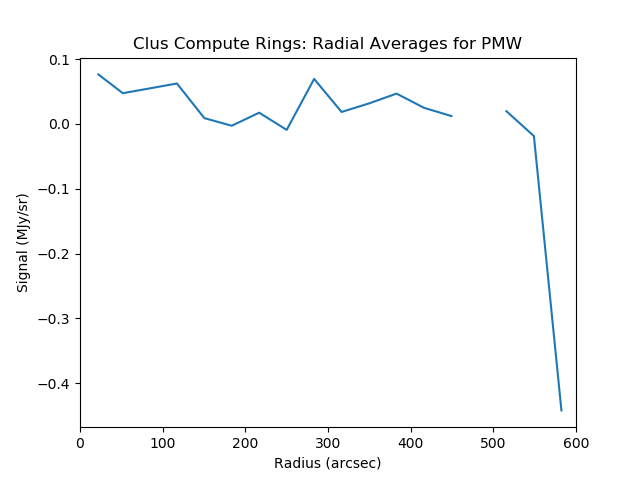 Clus Compute Rings: Radial Averages for PMW
0.1
0.0
−0.1
−0.2
−0.3
−0.4
Signal (MJy/sr)
0 100 200 300 400 500 600
Radius (arcsec)